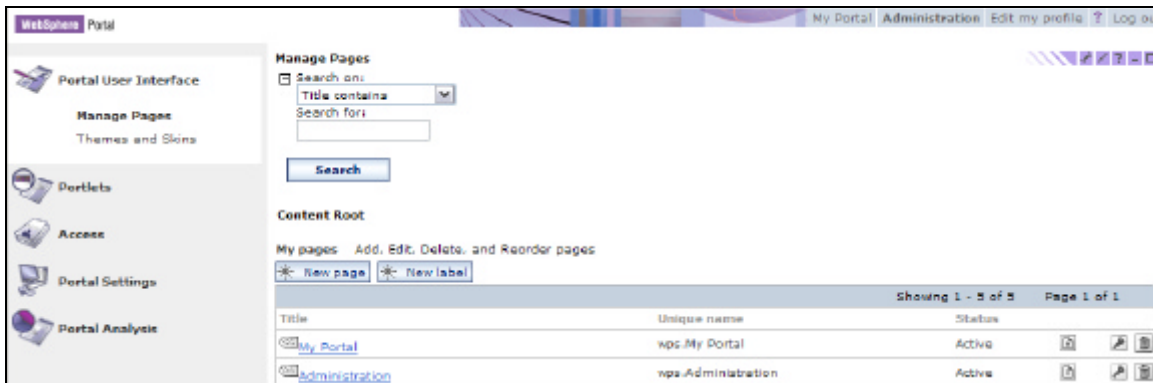 WebSphere Portal
My Portal Administration Edit my profile ? Log ou
Portal User Interface
Manage Pages
Themes and Skins
Portlets
Access
Portal Settings
Portal Analysis
Manage Pages
Search on:
Title contains
Search for:
Search
Content Root
My pages Add, Edit, Delete, and Reorder pages
New page New label
Showing 1 - 5 of 5 Page 1 of 1
Title Unique name Status
My Portal wps.My Portal Active
Administration wps.Administration Active